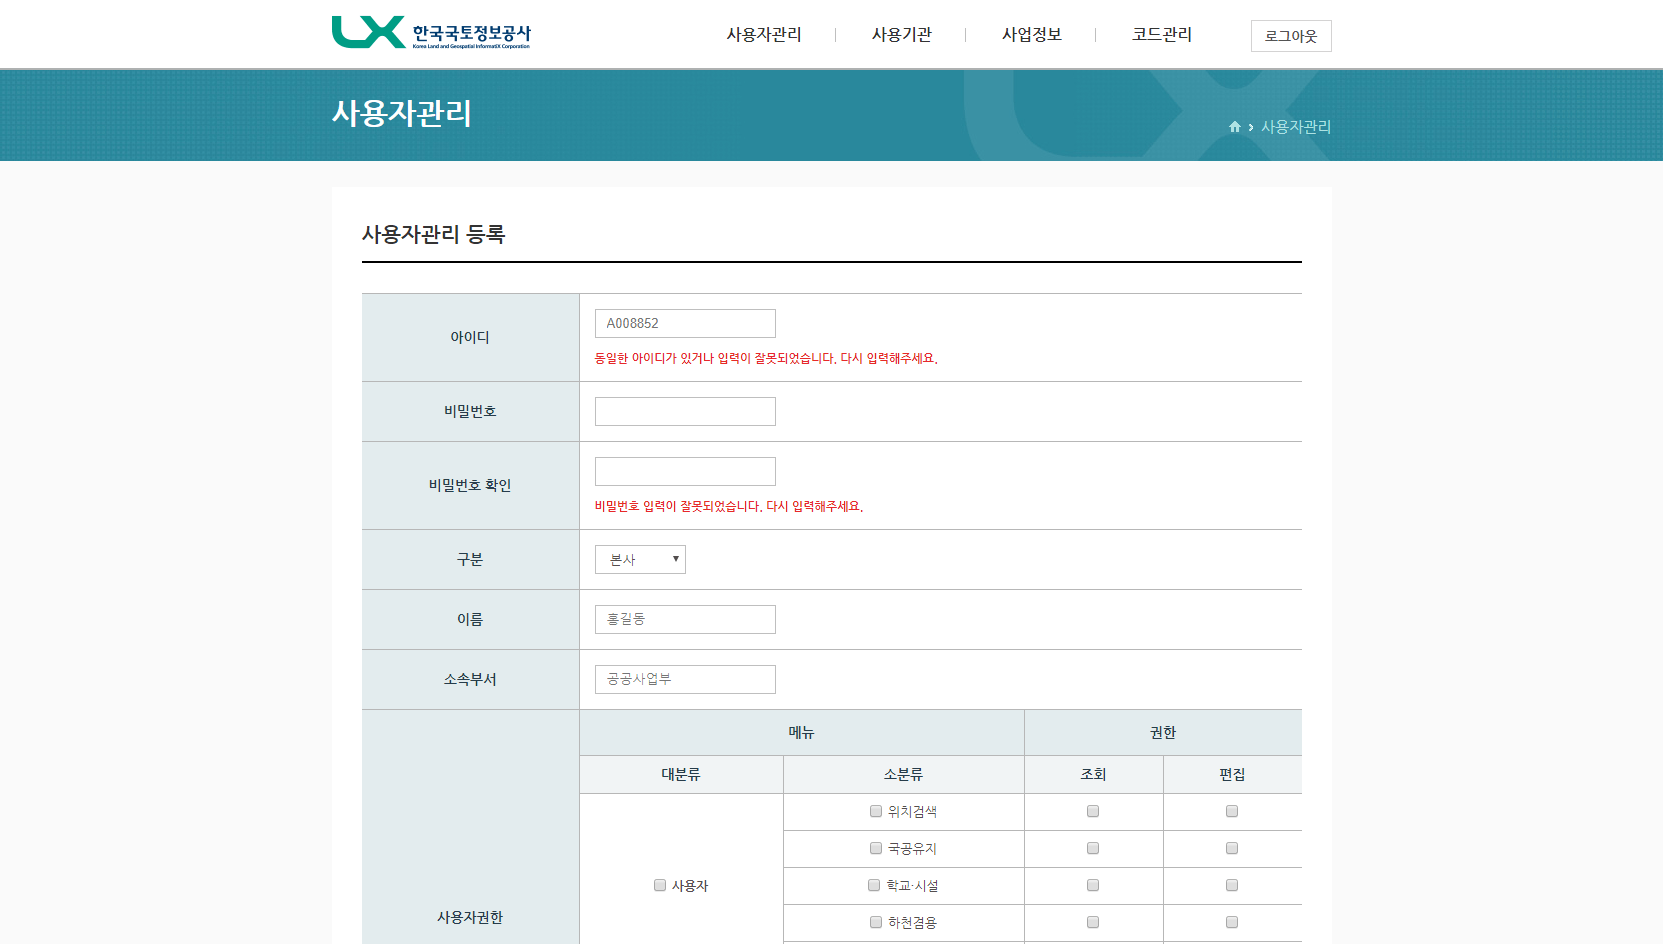 LX 한국국토정보공사
Korea Land and Geospatial InformatiX Corporation
사용자관리
사용기관
사업정보
코드관리
로그아웃
사용자관리
› 사용자관리
사용자관리 등록
아이디
A008852
동일한 아이디가 있거나 입력이 잘못되었습니다. 다시 입력해주세요.
비밀번호
비밀번호 확인
비밀번호 입력이 잘못되었습니다. 다시 입력해주세요.
구분
본사
이름
홍길동
소속부서
공공사업부
사용자권한
메뉴
권한
대분류
소분류
조회
편집
사용자
위치검색
국공유지
학교·시설
하천점용